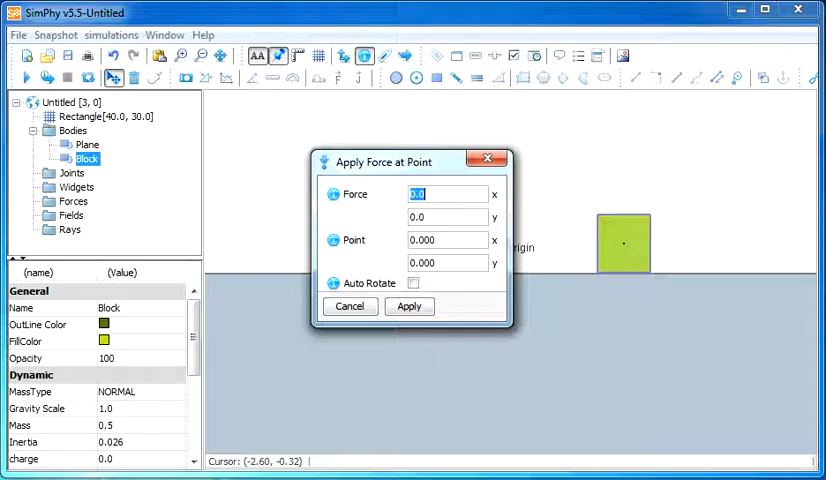 SimPhy v5.5-Untitled
File Snapshot simulations Window Help
AA
F J
Untitled [3, 0]
Rectangle[40.0, 30.0]
Bodies
Plane
Block
Joints
Widgets
Forces
Fields
Rays
(name) (Value)
General
Name Block
OutLine Color
FillColor
Opacity 100
Dynamic
MassType NORMAL
Gravity Scale 1.0
Mass 0.5
Inertia 0.026
charge 0.0
Apply Force at Point
Force 0.0 x
0.0 y
Point 0.000 x
0.000 y
Auto Rotate
Cancel Apply
rigin
Cursor: (-2.60, -0.32)